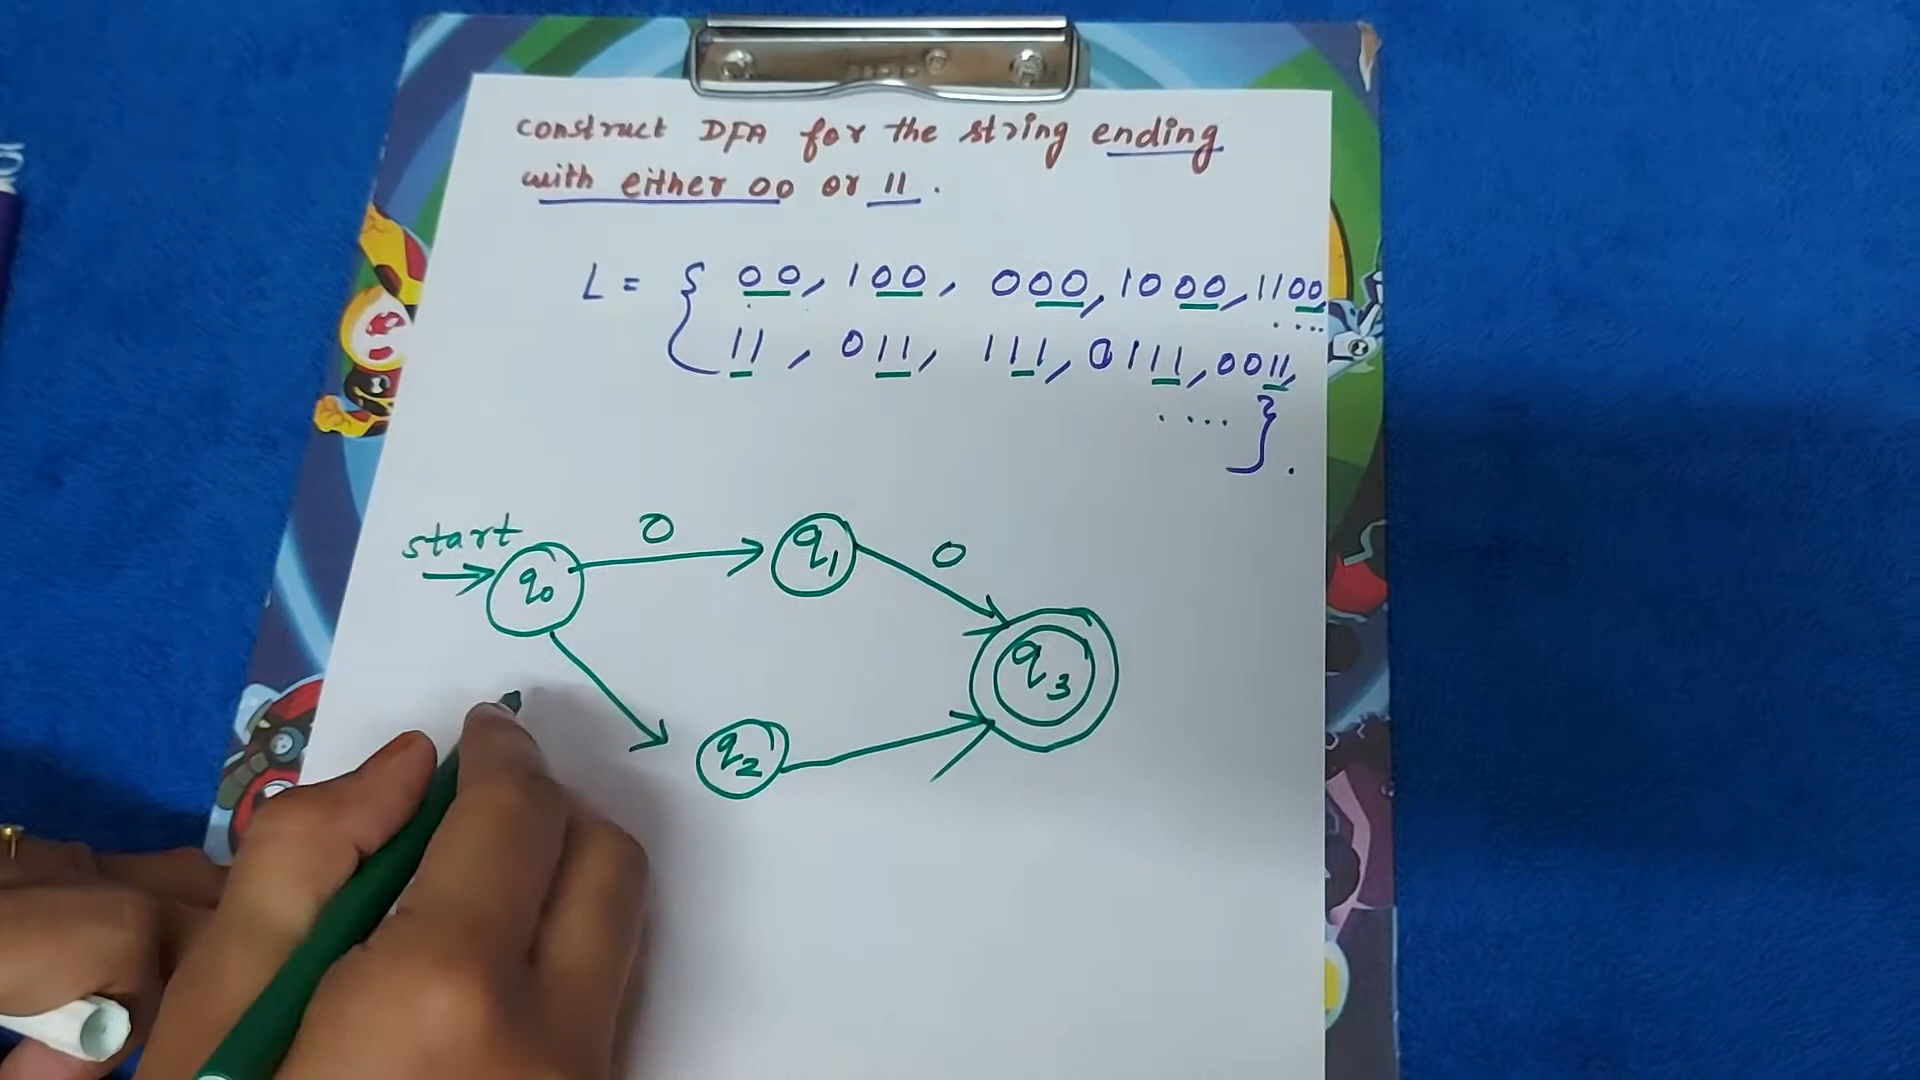 construct DFA for the string ending
with either 00 or 11 .
L = { 00, 100, 000, 1000, 1100,
....
11, 011, 111, 0111, 0011,
.... } .
start
0
q0
q1
0
q3
q2